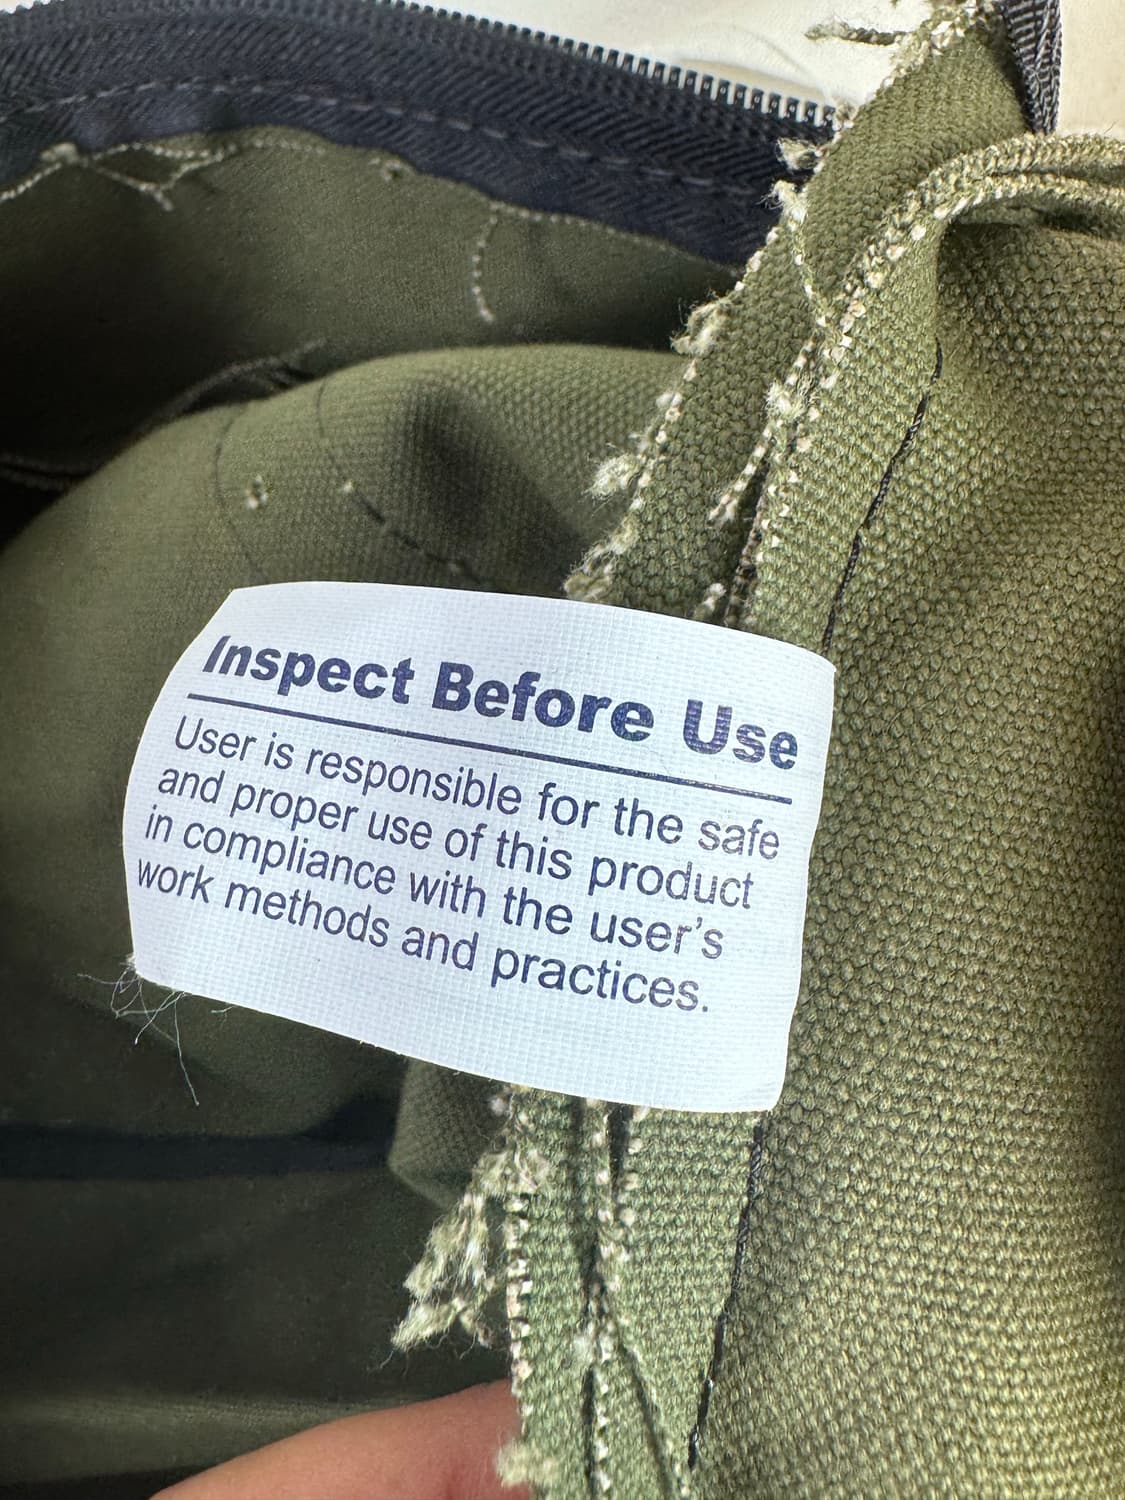 Inspect Before Use
User is responsible for the safe
and proper use of this product
in compliance with the user's
work methods and practices.